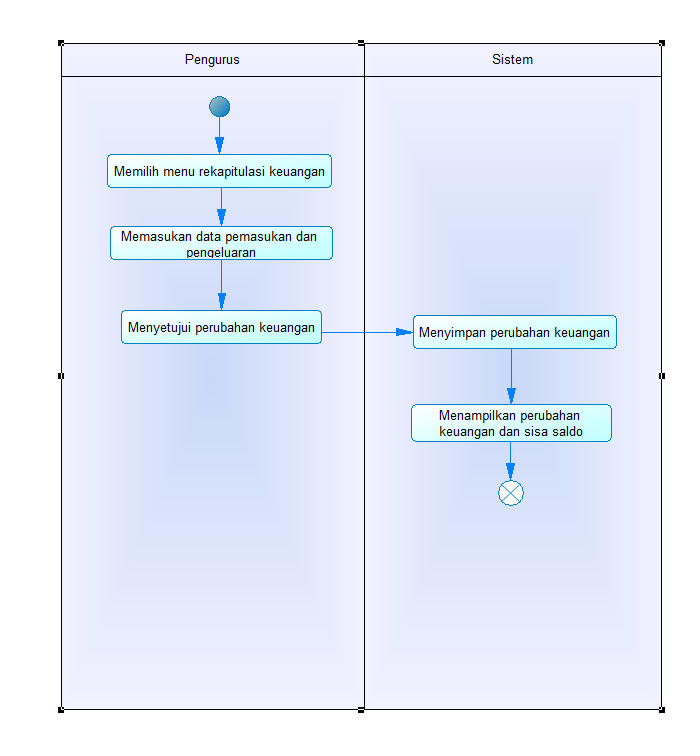 Pengurus
Sistem
Memilih menu rekapitulasi keuangan
Memasukan data pemasukan dan
pengeluaran
Menyetujui perubahan keuangan
Menyimpan perubahan keuangan
Menampilkan perubahan
keuangan dan sisa saldo